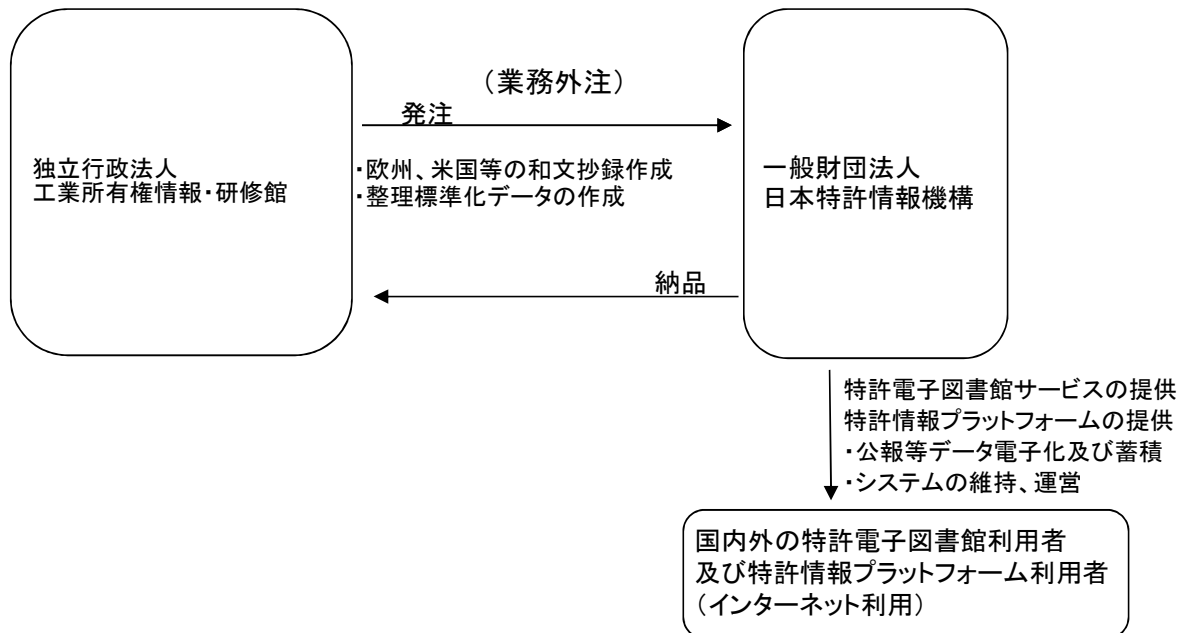 (業務外注)
発注
独立行政法人
工業所有権情報・研修館
・欧州、米国等の和文抄録作成
・整理標準化データの作成
一般財団法人
日本特許情報機構
納品
特許電子図書館サービスの提供
特許情報プラットフォームの提供
・公報等データ電子化及び蓄積
・システムの維持、運営
国内外の特許電子図書館利用者
及び特許情報プラットフォーム利用者
(インターネット利用)